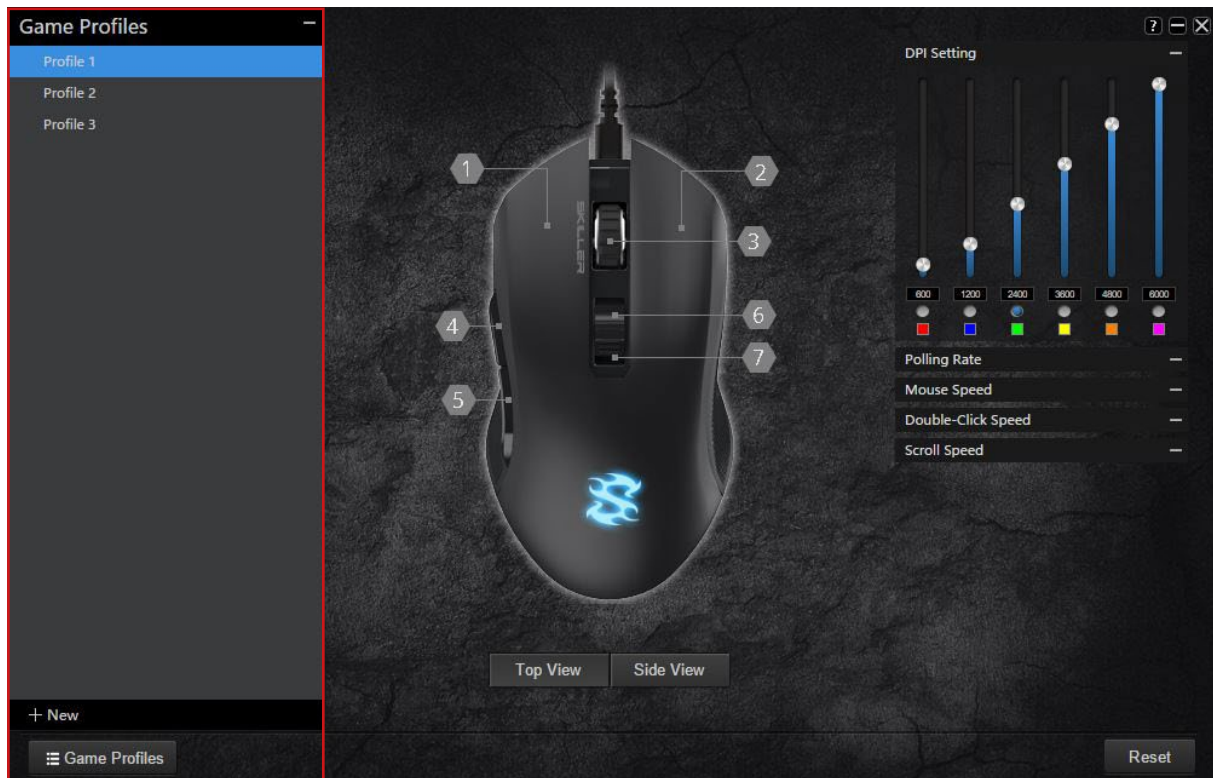 Game Profiles
Profile 1
Profile 2
Profile 3
+ New
Game Profiles
1
2
3
4
5
6
7
SKILLER
Top View
Side View
?
DPI Setting
600 1200 2400 3600 4800 6000
Polling Rate
Mouse Speed
Double-Click Speed
Scroll Speed
Reset